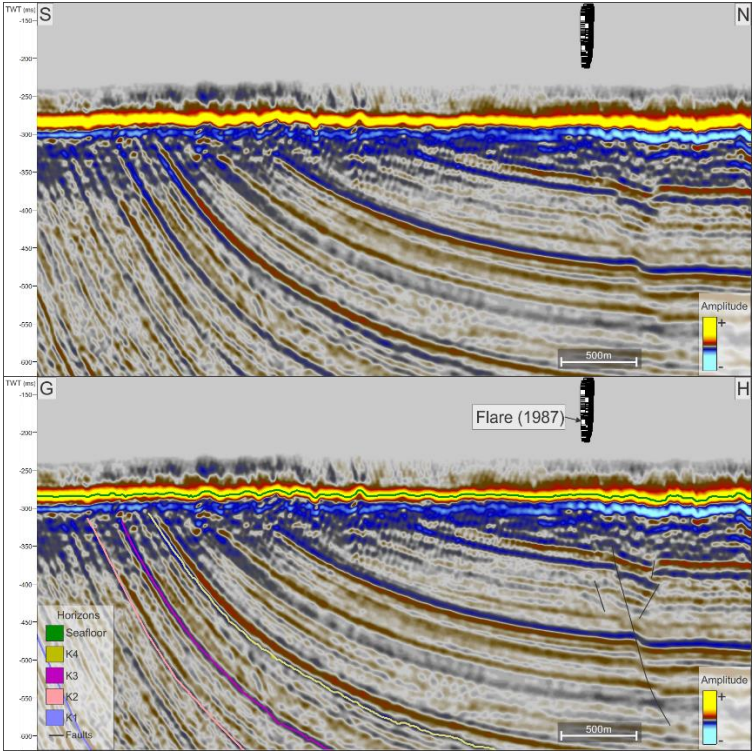 TWT (ms)
S
N
-150
-200
-250
-300
-350
-400
-450
-500
-550
-600
Amplitude
+
-
500m
TWT (ms)
G
H
-150
-200
-250
-300
-350
-400
-450
-500
-550
-600
Flare (1987)
Horizons
Seafloor
K4
K3
K2
K1
Faults
Amplitude
+
-
500m